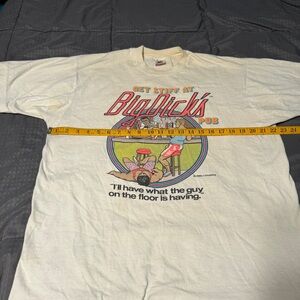 GET STIFF AT
Big Dick's
PUB
1 2 3 4 5 6 7 8 9 10 11 12 13 14 15 16 17 18 19 20 21 22 23 24
"I'll have what the guy
on the floor is having.